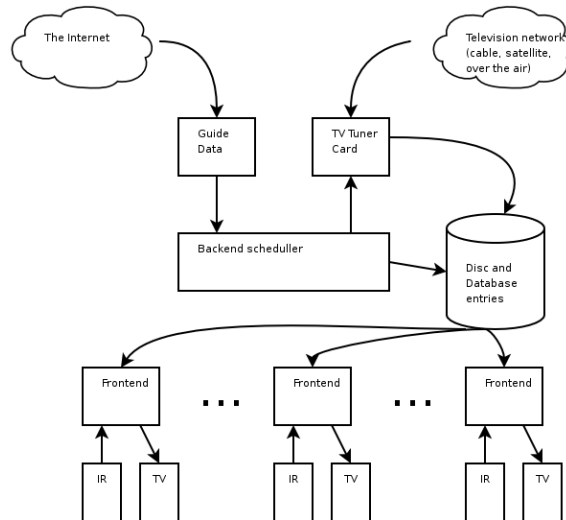 The Internet
Television network
(cable, satellite,
over the air)
Guide
Data
TV Tuner
Card
Backend scheduller
Disc and
Database
entries
Frontend
...
Frontend
...
Frontend
IR
TV
IR
TV
IR
TV